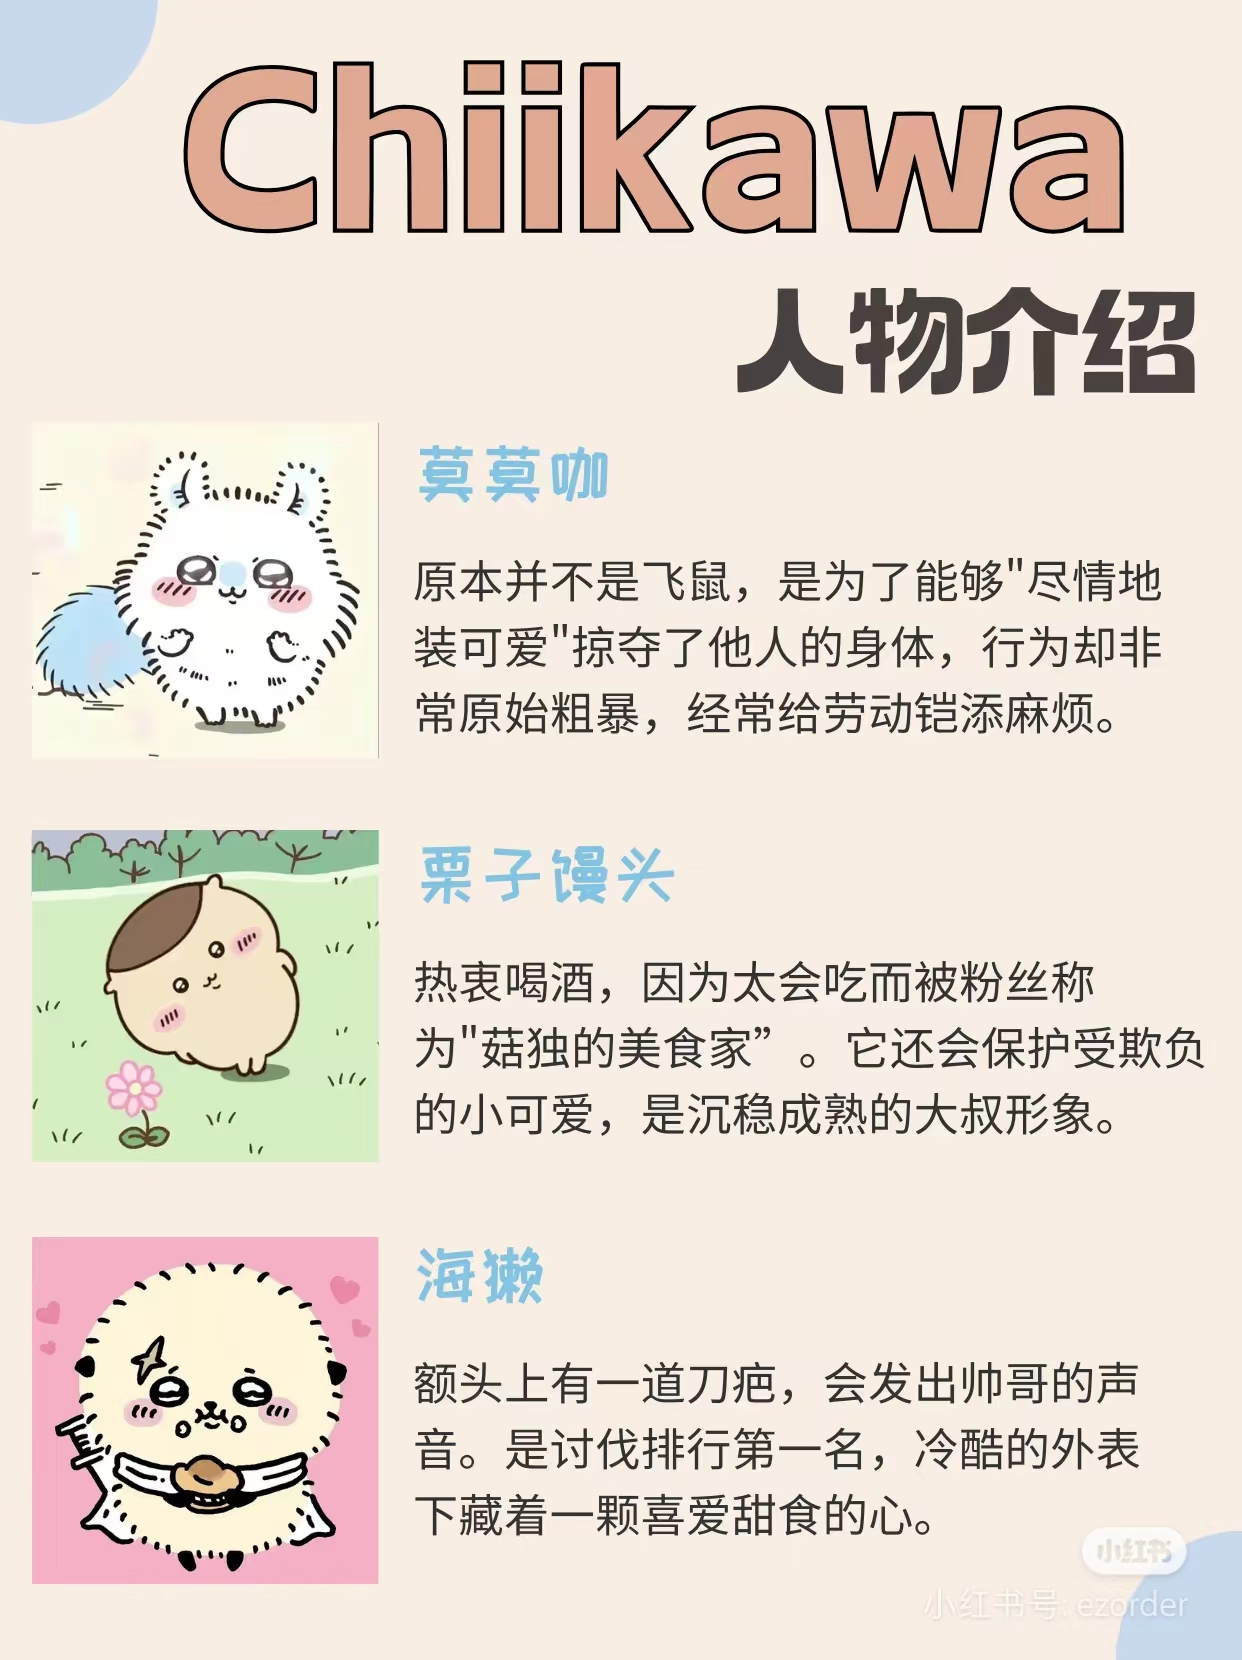 Chiikawa
人物介绍
莫莫咖
原本并不是飞鼠，是为了能够"尽情地
装可爱"掠夺了他人的身体，行为却非
常原始粗暴，经常给劳动铠添麻烦。
栗子馒头
热衷喝酒，因为太会吃而被粉丝称
为"菇独的美食家”。它还会保护受欺负
的小可爱，是沉稳成熟的大叔形象。
海獭
额头上有一道刀疤，会发出帅哥的声
音。是讨伐排行第一名，冷酷的外表
下藏着一颗喜爱甜食的心。
小红书
小红书号: ezorder